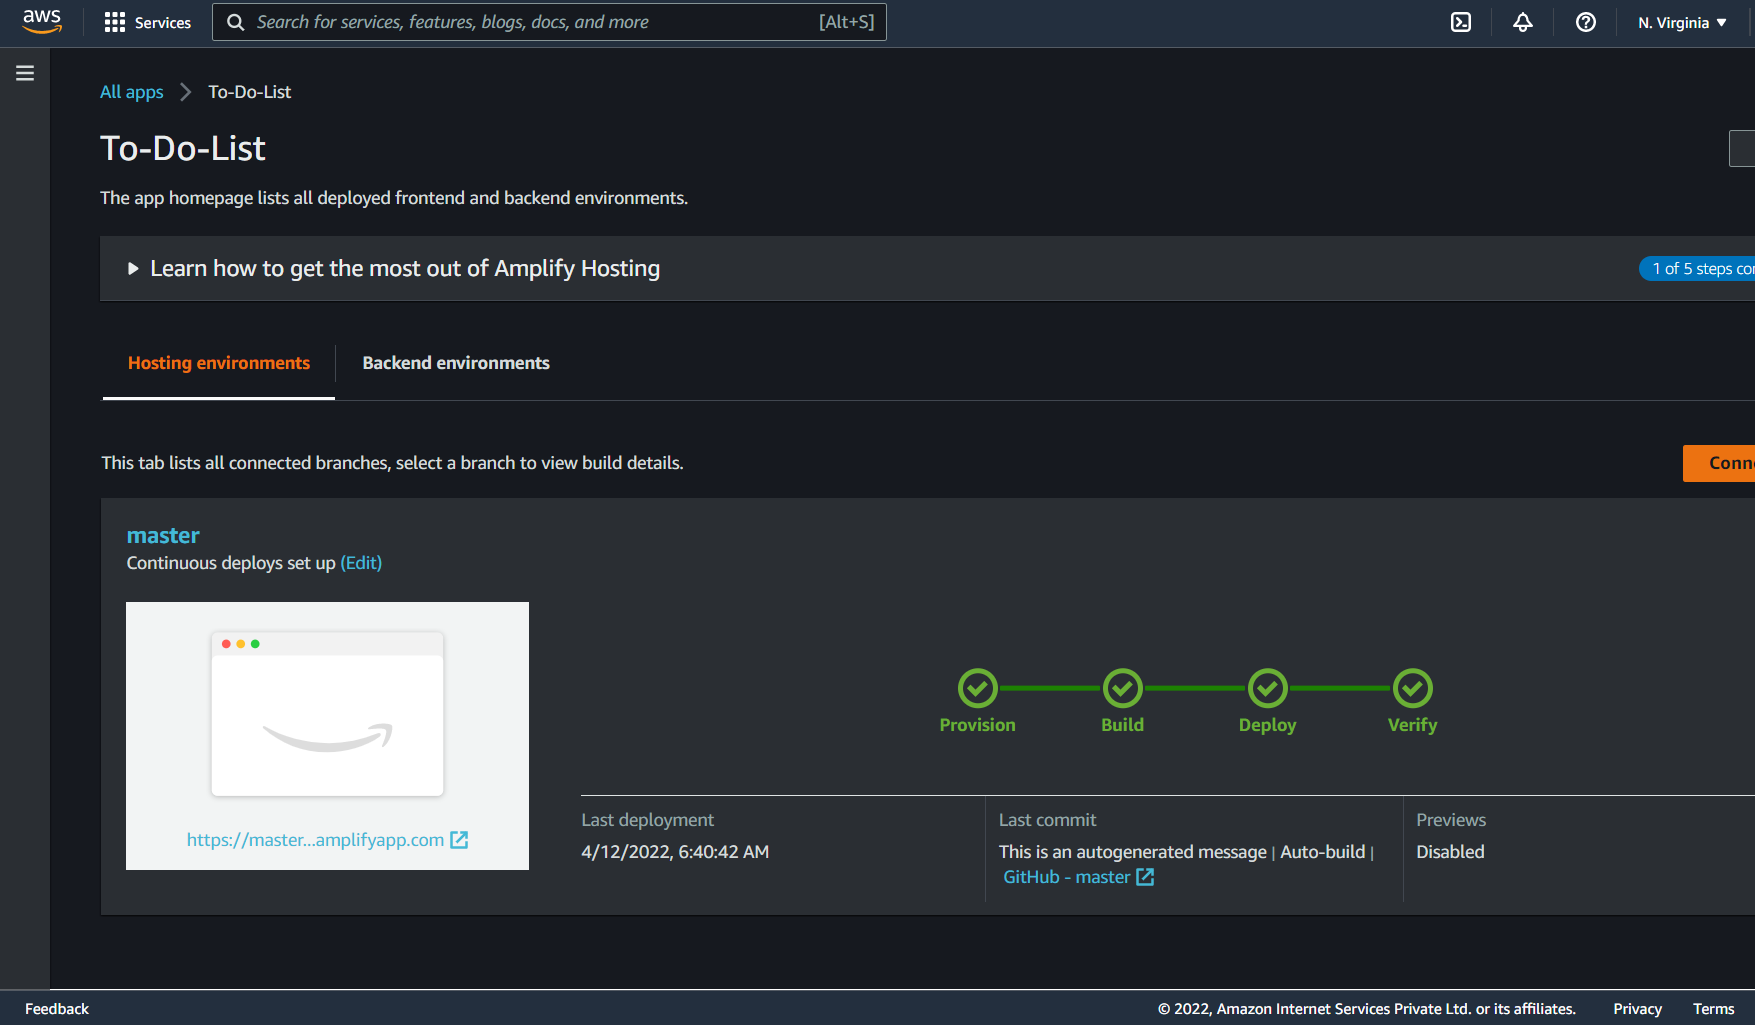 aws Services Search for services, features, blogs, docs, and more [Alt+S] N. Virginia
All apps To-Do-List
To-Do-List
The app homepage lists all deployed frontend and backend environments.
Learn how to get the most out of Amplify Hosting 1 of 5 steps
Hosting environments Backend environments
This tab lists all connected branches, select a branch to view build details.
master
Continuous deploys set up (Edit)
Provision Build Deploy Verify
https://master...amplifyapp.com
Last deployment Last commit Previews
4/12/2022, 6:40:42 AM This is an autogenerated message | Auto-build | Disabled
GitHub - master
Feedback © 2022, Amazon Internet Services Private Ltd. or its affiliates. Privacy Terms